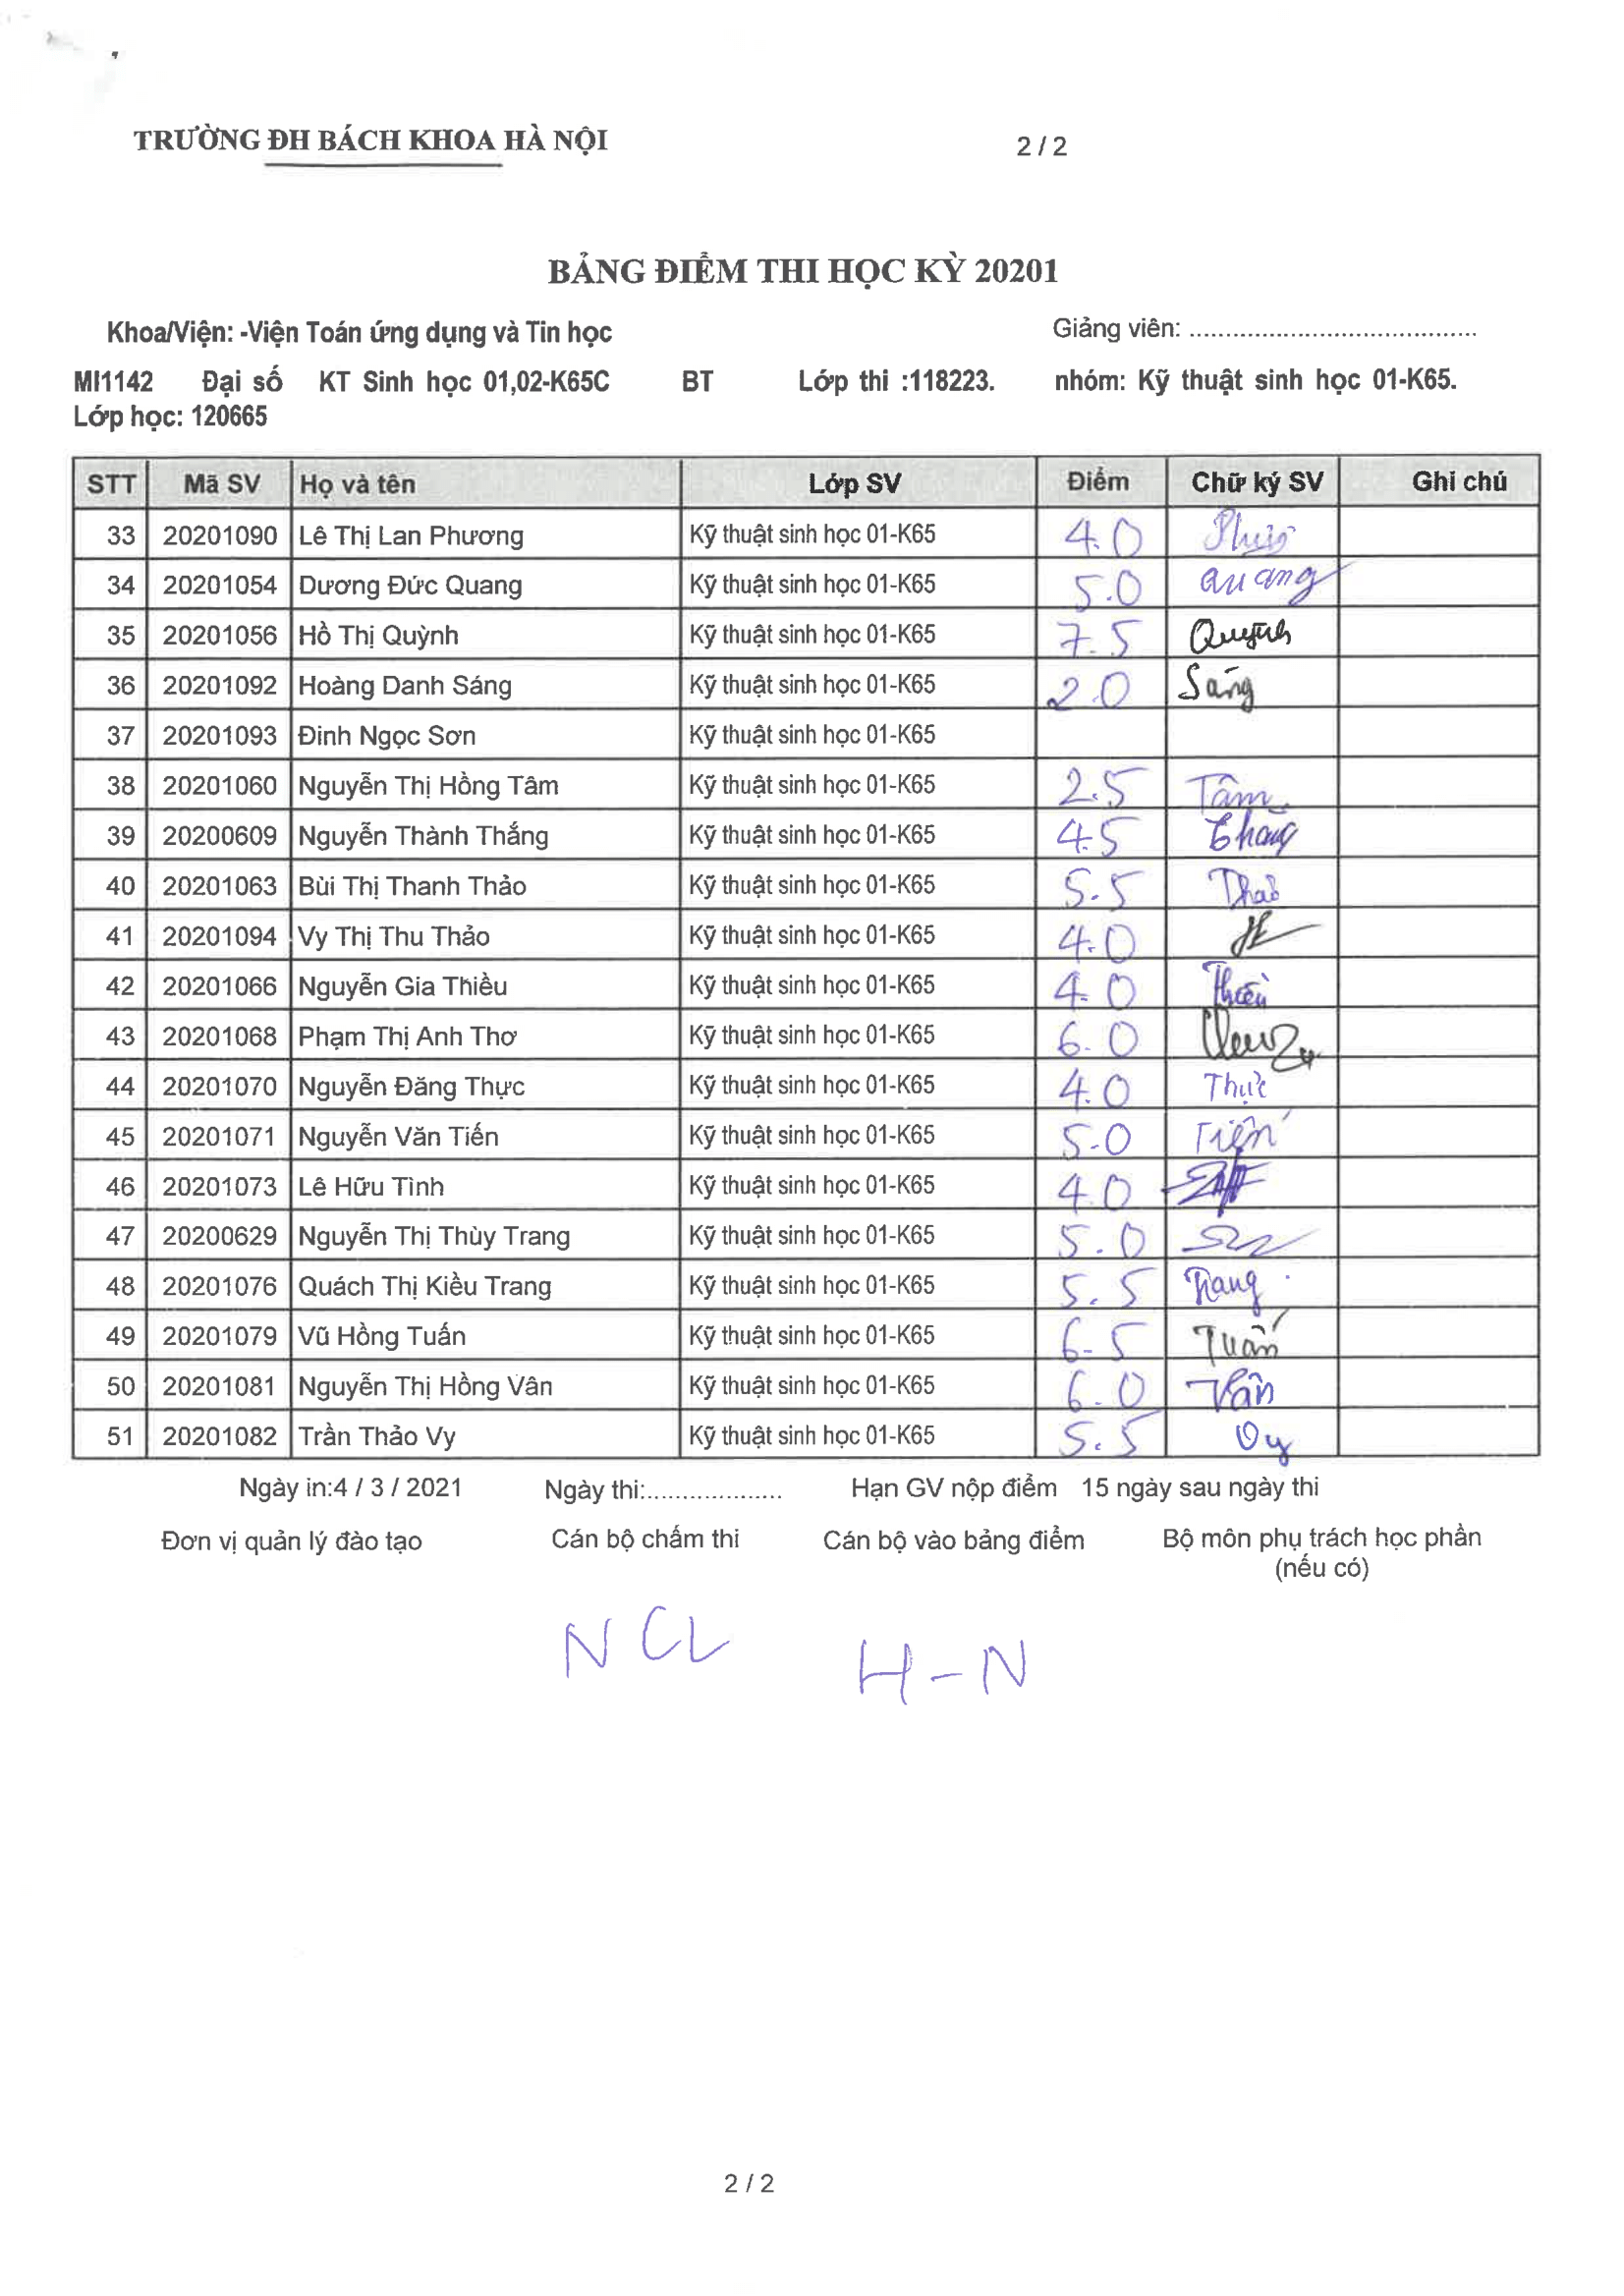 TRƯỜNG ĐH BÁCH KHOA HÀ NỘI 2 / 2
BẢNG ĐIỂM THI HỌC KỲ 20201
Khoa/Viện: -Viện Toán ứng dụng và Tin học Giảng viên: ......................................
MI1142 Đại số KT Sinh học 01,02-K65C BT Lớp thi :118223. nhóm: Kỹ thuật sinh học 01-K65.
Lớp học: 120665
STT Mã SV Họ và tên Lớp SV Điểm Chữ ký SV Ghi chú
33 20201090 Lê Thị Lan Phương Kỹ thuật sinh học 01-K65 4.0
34 20201054 Dương Đức Quang Kỹ thuật sinh học 01-K65 5.0 Quang
35 20201056 Hồ Thị Quỳnh Kỹ thuật sinh học 01-K65 7.5 Quỳnh
36 20201092 Hoàng Danh Sáng Kỹ thuật sinh học 01-K65 2.0 Sáng
37 20201093 Đinh Ngọc Sơn Kỹ thuật sinh học 01-K65
38 20201060 Nguyễn Thị Hồng Tâm Kỹ thuật sinh học 01-K65 2.5 Tâm
39 20200609 Nguyễn Thành Thắng Kỹ thuật sinh học 01-K65 4.5 Thắng
40 20201063 Bùi Thị Thanh Thảo Kỹ thuật sinh học 01-K65 5.5 Thảo
41 20201094 Vy Thị Thu Thảo Kỹ thuật sinh học 01-K65 4.0
42 20201066 Nguyễn Gia Thiều Kỹ thuật sinh học 01-K65 4.0 Thiều
43 20201068 Phạm Thị Anh Thơ Kỹ thuật sinh học 01-K65 6.0
44 20201070 Nguyễn Đăng Thực Kỹ thuật sinh học 01-K65 4.0 Thực
45 20201071 Nguyễn Văn Tiến Kỹ thuật sinh học 01-K65 5.0 Tiến
46 20201073 Lê Hữu Tình Kỹ thuật sinh học 01-K65 4.0
47 20200629 Nguyễn Thị Thùy Trang Kỹ thuật sinh học 01-K65 5.0
48 20201076 Quách Thị Kiều Trang Kỹ thuật sinh học 01-K65 5.5 Trang
49 20201079 Vũ Hồng Tuấn Kỹ thuật sinh học 01-K65 6.5 Tuấn
50 20201081 Nguyễn Thị Hồng Vân Kỹ thuật sinh học 01-K65 6.0 Vân
51 20201082 Trần Thảo Vy Kỹ thuật sinh học 01-K65 5.5 Vy
Ngày in:4 / 3 / 2021 Ngày thi:................... Hạn GV nộp điểm 15 ngày sau ngày thi
Đơn vị quản lý đào tạo Cán bộ chấm thi Cán bộ vào bảng điểm Bộ môn phụ trách học phần
(nếu có)
NCL H-N
2 / 2